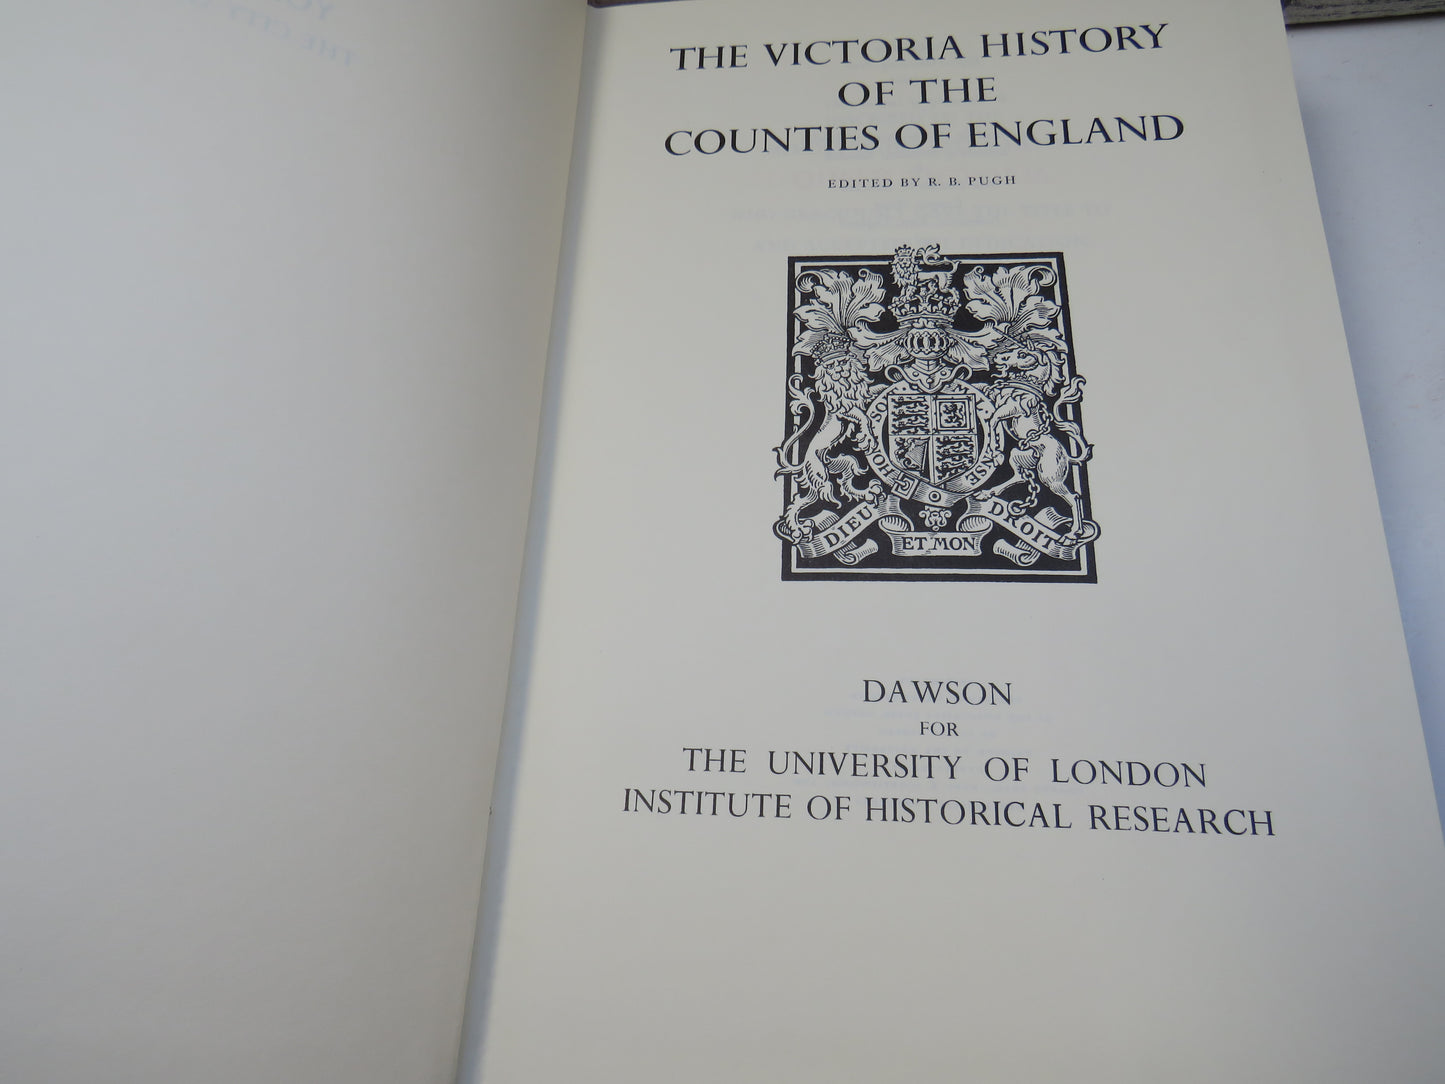 THE VICTORIA HISTORY
OF THE
COUNTIES OF ENGLAND
EDITED BY R. B. PUGH
DIEU
ET MON
DROIT
DAWSON
FOR
THE UNIVERSITY OF LONDON
INSTITUTE OF HISTORICAL RESEARCH